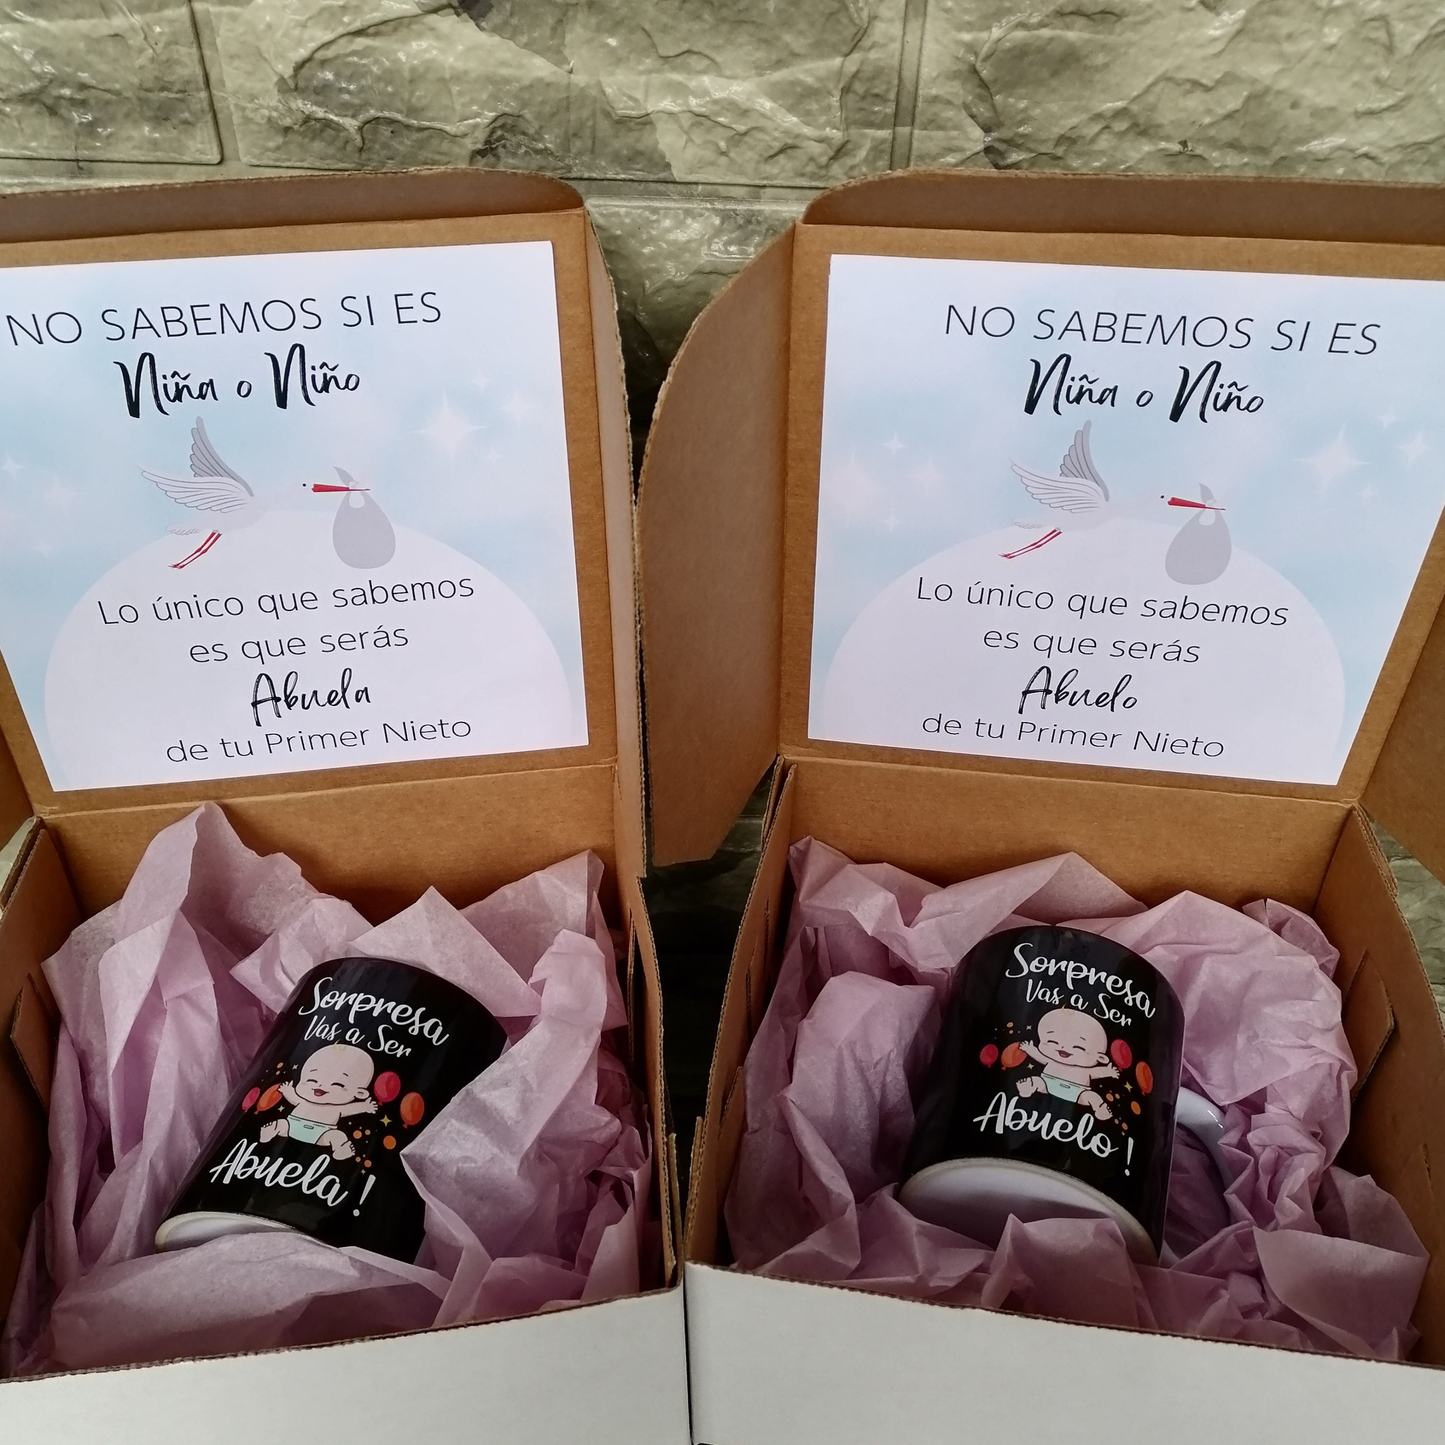 NO SABEMOS SI ES
Niña o Niño
Lo único que sabemos
es que serás
Abuela
de tu Primer Nieto
NO SABEMOS SI ES
Niña o Niño
Lo único que sabemos
es que serás
Abuelo
de tu Primer Nieto
Sorpresa
Vas a Ser
Abuela !
Sorpresa
Vas a Ser
Abuelo !